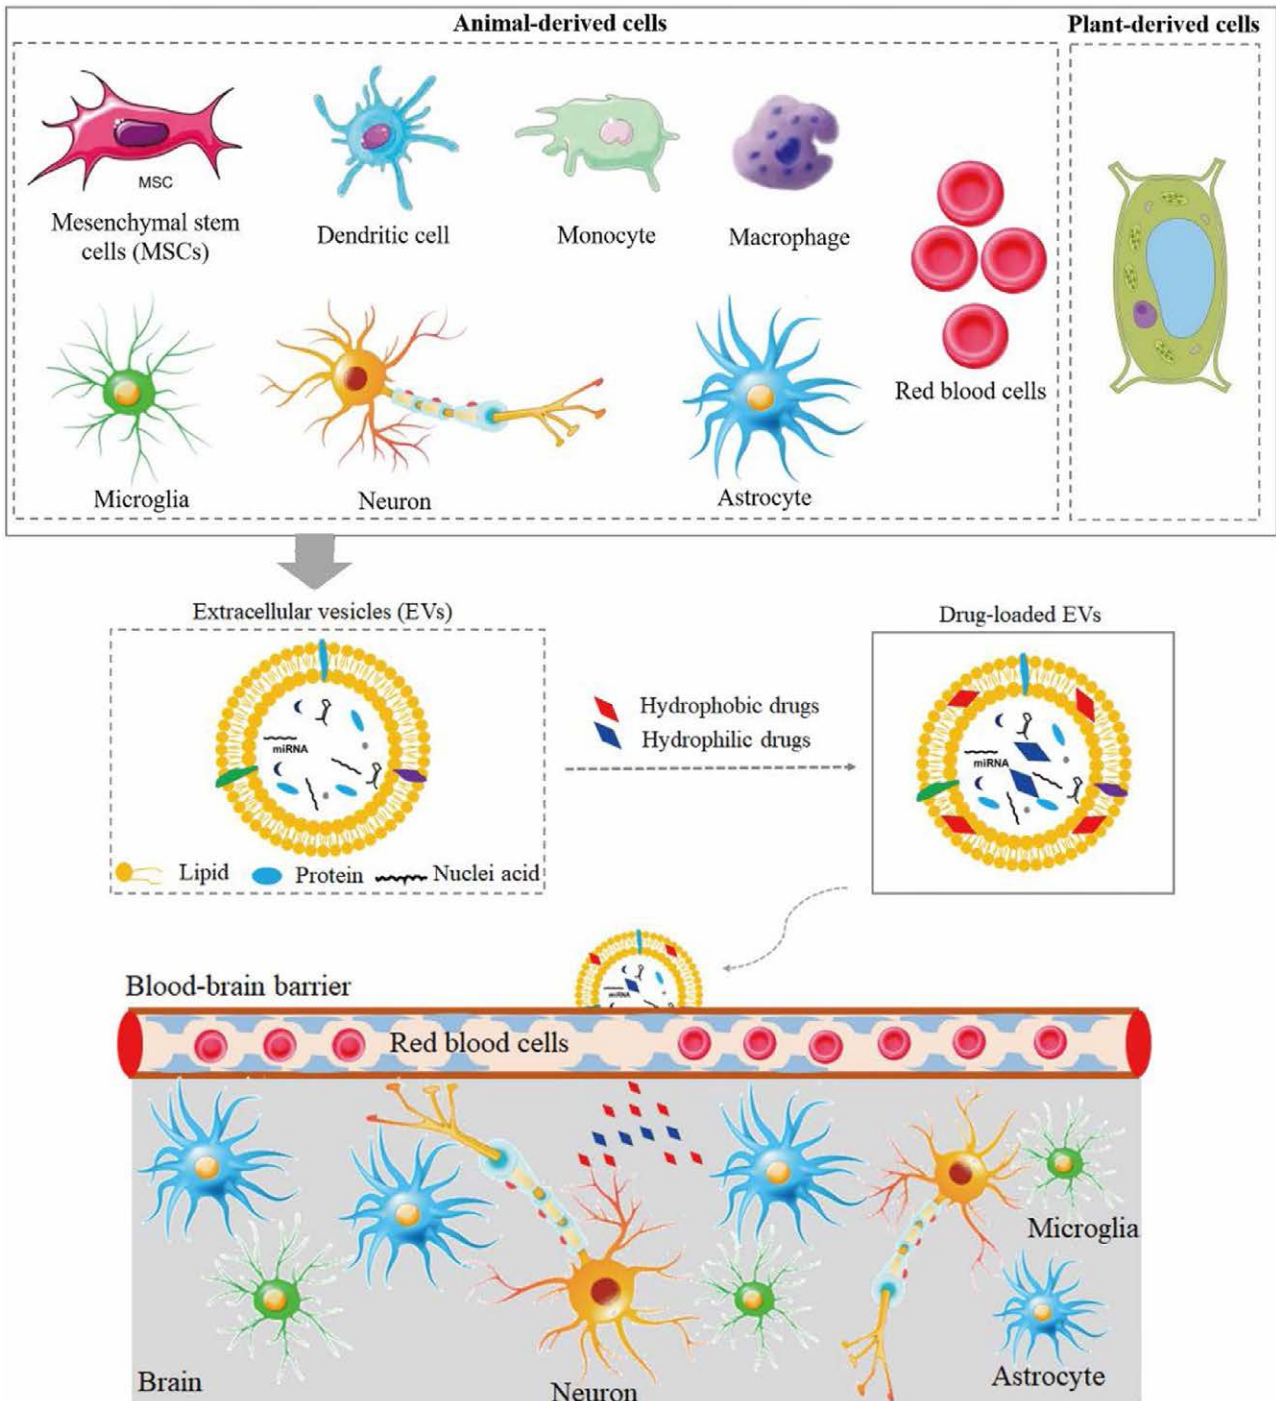 Animal-derived cells
Plant-derived cells
MSC
Mesenchymal stem
cells (MSCs)
Dendritic cell
Monocyte
Macrophage
Red blood cells
Microglia
Neuron
Astrocyte
Extracellular vesicles (EVs)
Drug-loaded EVs
miRNA
Hydrophobic drugs
Hydrophilic drugs
miRNA
Lipid
Protein
Nuclei acid
miRNA
Blood-brain barrier
Red blood cells
Microglia
Brain
Neuron
Astrocyte